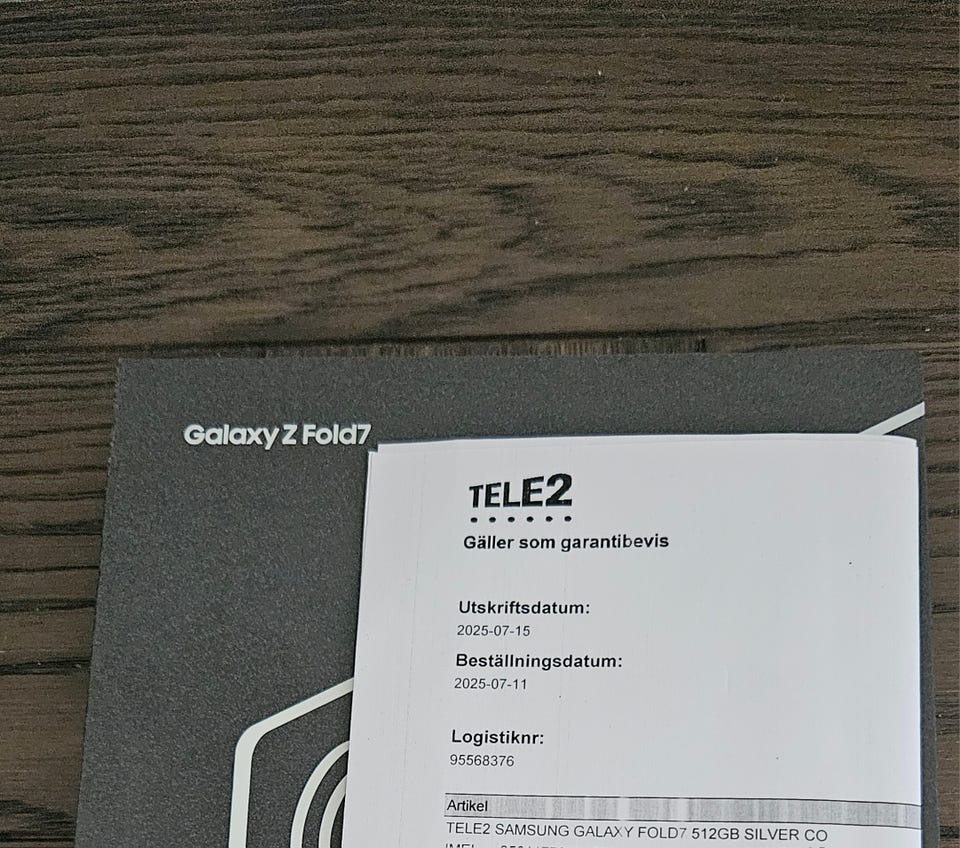 Galaxy Z Fold7
TELE2
Gäller som garantibevis
Utskriftsdatum:
2025-07-15
Beställningsdatum:
2025-07-11
Logistiknr:
95568376
Artikel
TELE2 SAMSUNG GALAXY FOLD7 512GB SILVER CO